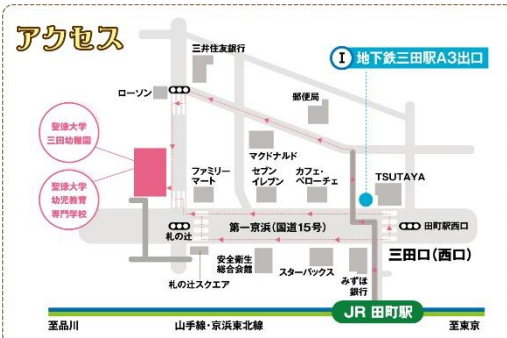 アクセス
三井住友銀行
Ⅰ 地下鉄三田駅A3出口
ローソン
郵便局
聖徳大学
三田幼稚園
マクドナルド
聖徳大学
幼児教育
専門学校
ファミリー
マート
セブン
イレブン
カフェ・
ベローチェ
TSUTAYA
札の辻
第一京浜(国道15号)
田町駅西口
三田口(西口)
札の辻スクエア
安全衛生
総合会館
スターバックス
みずほ
銀行
JR 田町駅
至品川
山手線・京浜東北線
至東京